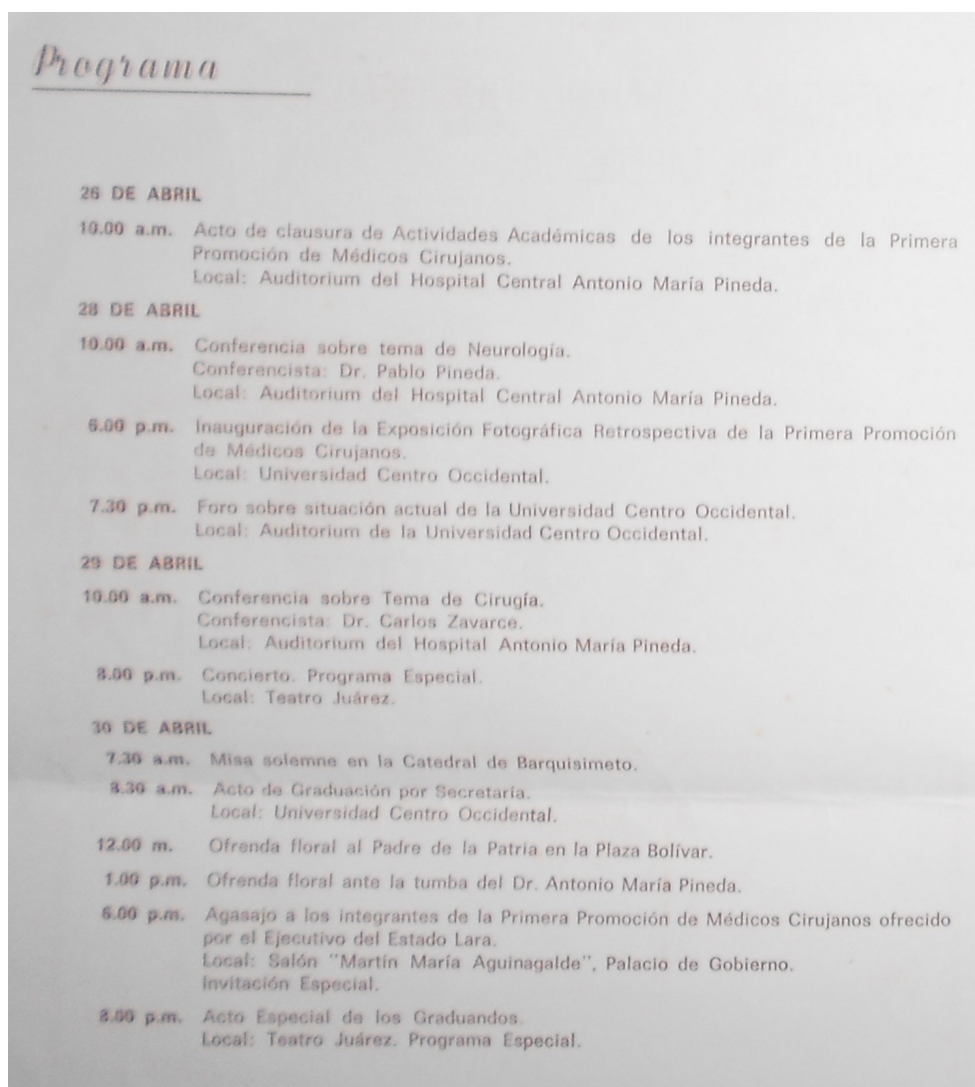 Programa
26 DE ABRIL
10.00 a.m. Acto de clausura de Actividades Académicas de los integrantes de la Primera
Promoción de Médicos Cirujanos.
Local: Auditorium del Hospital Central Antonio María Pineda.
28 DE ABRIL
10.00 a.m. Conferencia sobre tema de Neurología.
Conferencista: Dr. Pablo Pineda.
Local: Auditorium del Hospital Central Antonio María Pineda.
6.00 p.m. Inauguración de la Exposición Fotográfica Retrospectiva de la Primera Promoción
de Médicos Cirujanos.
Local: Universidad Centro Occidental.
7.30 p.m. Foro sobre situación actual de la Universidad Centro Occidental.
Local: Auditorium de la Universidad Centro Occidental.
29 DE ABRIL
10.00 a.m. Conferencia sobre Tema de Cirugía.
Conferencista: Dr. Carlos Zavarce.
Local: Auditorium del Hospital Antonio María Pineda.
8.00 p.m. Concierto. Programa Especial.
Local: Teatro Juárez.
30 DE ABRIL
7.30 a.m. Misa solemne en la Catedral de Barquisimeto.
8.30 a.m. Acto de Graduación por Secretaría.
Local: Universidad Centro Occidental.
12.00 m. Ofrenda floral al Padre de la Patria en la Plaza Bolívar.
1.00 p.m. Ofrenda floral ante la tumba del Dr. Antonio María Pineda.
6.00 p.m. Agasajo a los integrantes de la Primera Promoción de Médicos Cirujanos ofrecido
por el Ejecutivo del Estado Lara.
Local: Salón "Martín María Aguinagalde", Palacio de Gobierno.
Invitación Especial.
8.00 p.m. Acto Especial de los Graduandos.
Local: Teatro Juárez. Programa Especial.